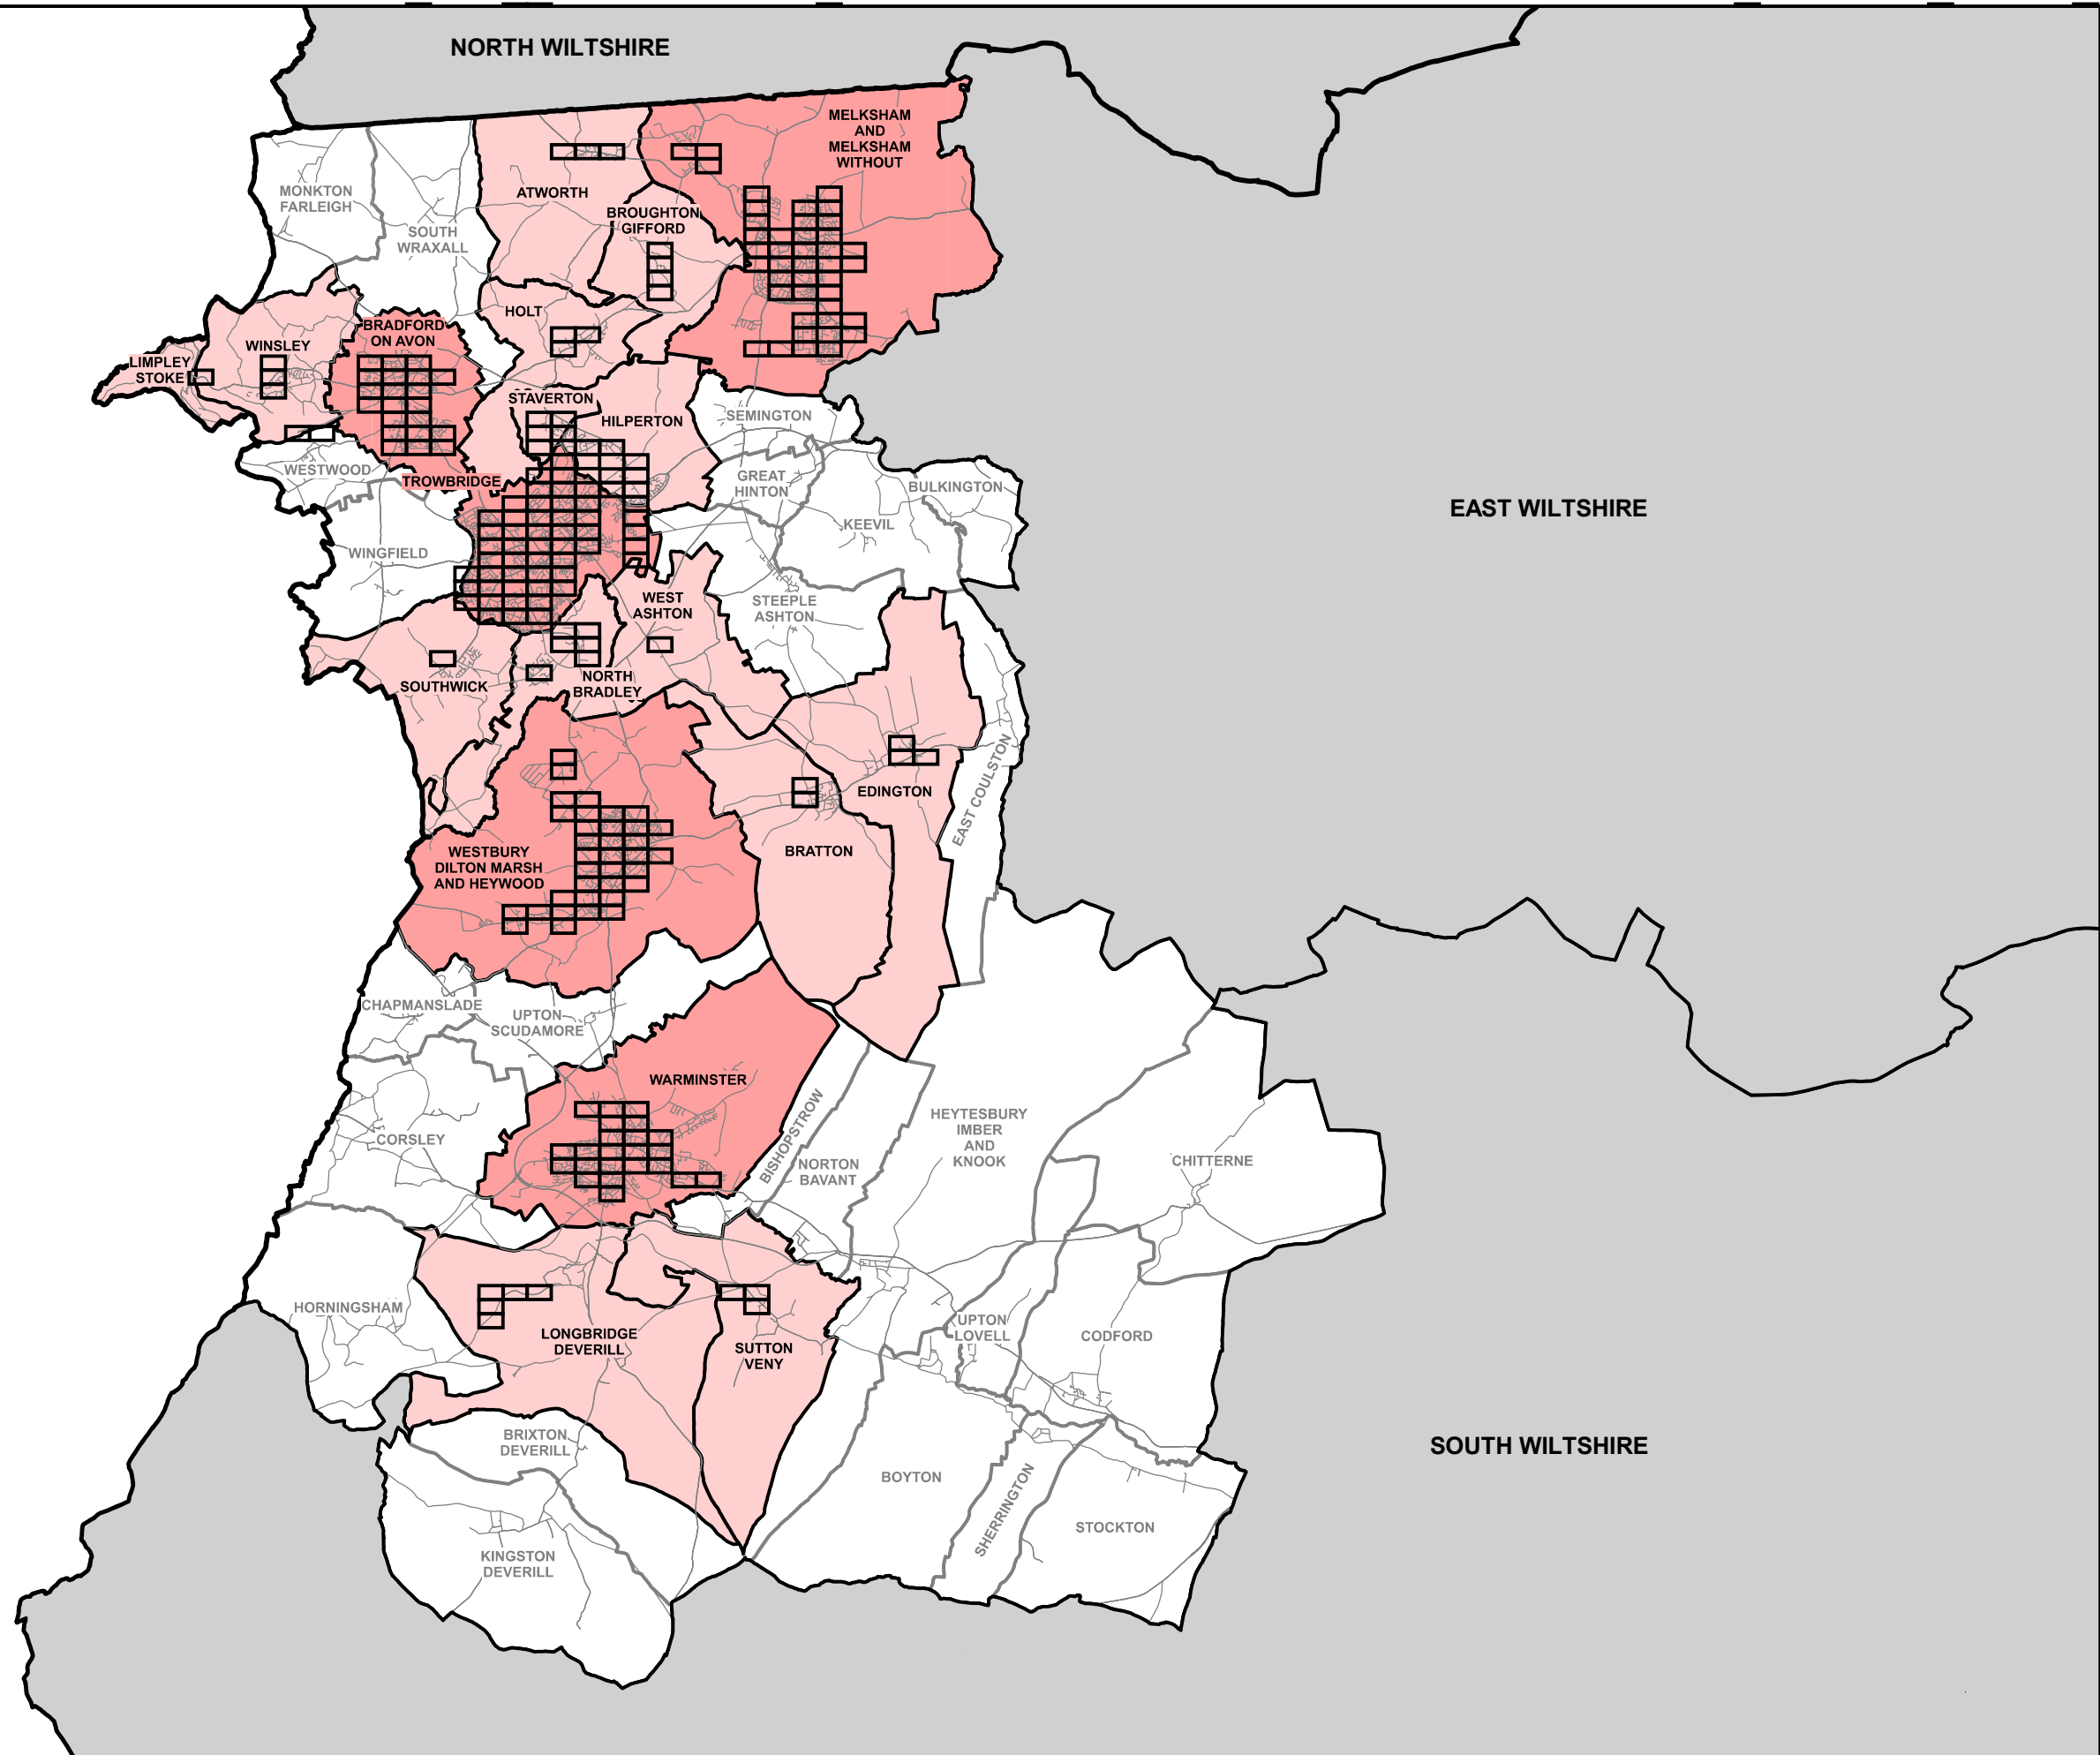 NORTH WILTSHIRE
MELKSHAM
AND
MELKSHAM
WITHOUT
MONKTON
FARLEIGH
SOUTH
WRAXALL
ATWORTH
BROUGHTON
GIFFORD
HOLT
BRADFORD
ON AVON
WINSLEY
LIMPLEY
STOKE
STAVERTON
HILPERTON
SEMINGTON
WESTWOOD
TROWBRIDGE
GREAT
HINTON
BULKINGTON
KEEVIL
EAST WILTSHIRE
WINGFIELD
WEST
ASHTON
STEEPLE
ASHTON
SOUTHWICK
NORTH
BRADLEY
EDINGTON
EAST COULSTON
BRATTON
WESTBURY
DILTON MARSH
AND HEYWOOD
CHAPMANSLADE
UPTON
SCUDAMORE
WARMINSTER
BISHOPSTROW
CORSLEY
NORTON
BAVANT
HEYTESBURY
IMBER
AND
KNOOK
CHITTERNE
HORNINGSHAM
LONGBRIDGE
DEVERILL
SUTTON
VENY
UPTON
LOVELL
CODFORD
BRIXTON
DEVERILL
SOUTH WILTSHIRE
BOYTON
SHERRINGTON
STOCKTON
KINGSTON
DEVERILL